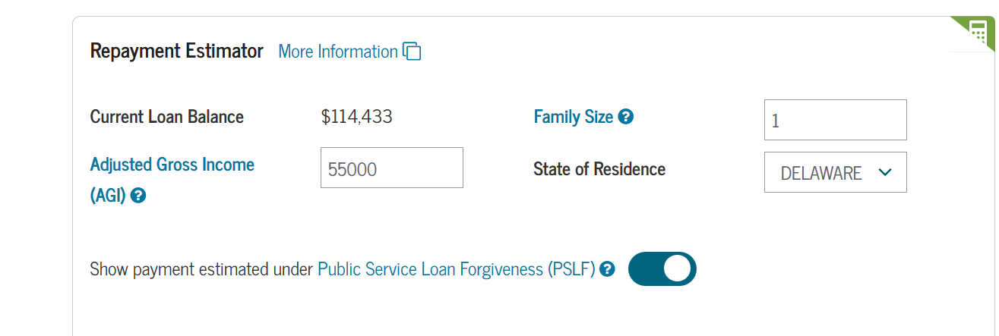 Repayment Estimator More Information
Current Loan Balance $114,433 Family Size ? 1
Adjusted Gross Income (AGI) ? 55000 State of Residence DELAWARE
Show payment estimated under Public Service Loan Forgiveness (PSLF) ?